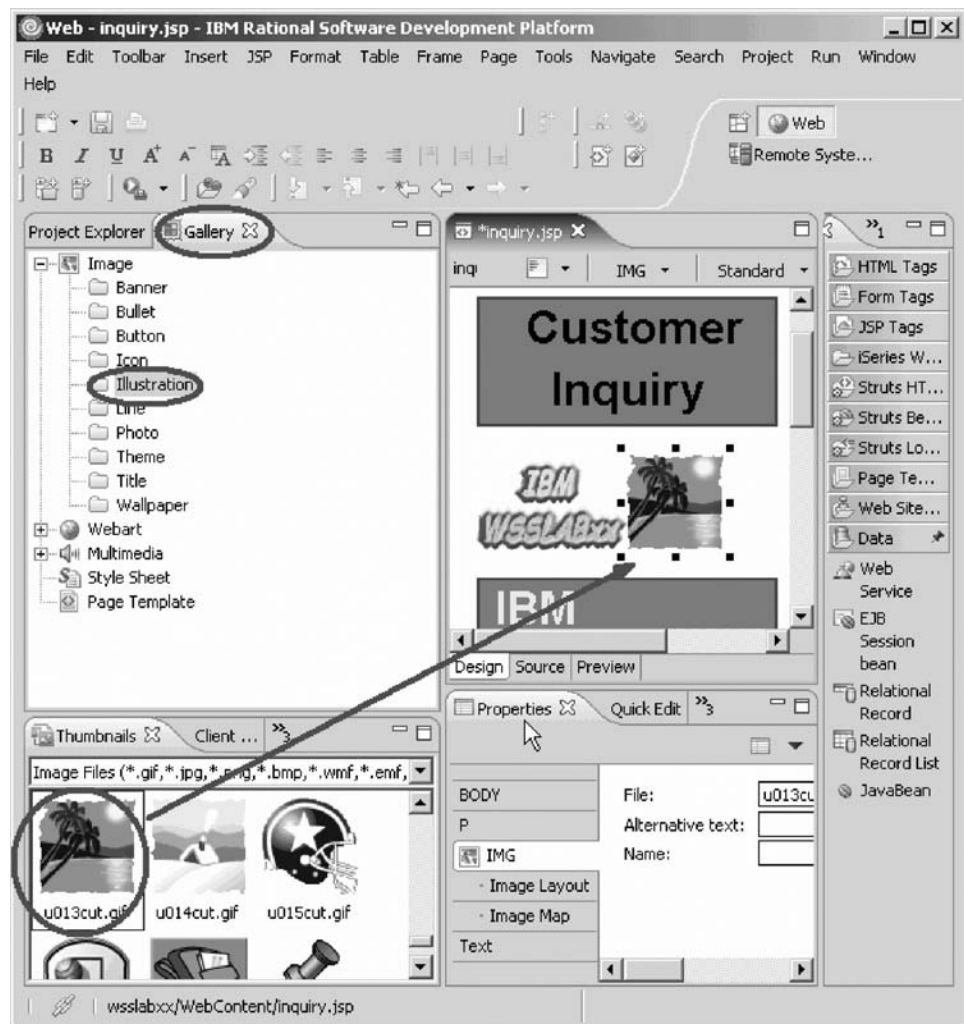 Web - inquiry.jsp - IBM Rational Software Development Platform
File Edit Toolbar Insert JSP Format Table Frame Page Tools Navigate Search Project Run Window
Help
Web
B I U A A A
Remote Syste...
Project Explorer Gallery
Image
Banner
Bullet
Button
Icon
Illustration
Line
Photo
Theme
Title
Wallpaper
Webart
Multimedia
Style Sheet
Page Template
*inquiry.jsp
inq IMG Standard
Customer
Inquiry
IBM
WSSLABxx
IBM
Design Source Preview
1
HTML Tags
Form Tags
JSP Tags
iSeries W...
Struts HT...
Struts Be...
Struts Lo...
Page Te...
Web Site...
Data
Web
Service
EJB
Session
bean
Relational
Record
Relational
Record List
JavaBean
Thumbnails Client ... 3
Image Files (*.gif,*.jpg,*.png,*.bmp,*.wmf,*.emf,
u013cut.gif u014cut.gif u015cut.gif
Properties Quick Edit 3
BODY
P
IMG
· Image Layout
· Image Map
Text
File: u013cu
Alternative text:
Name:
wsslabxx/WebContent/inquiry.jsp